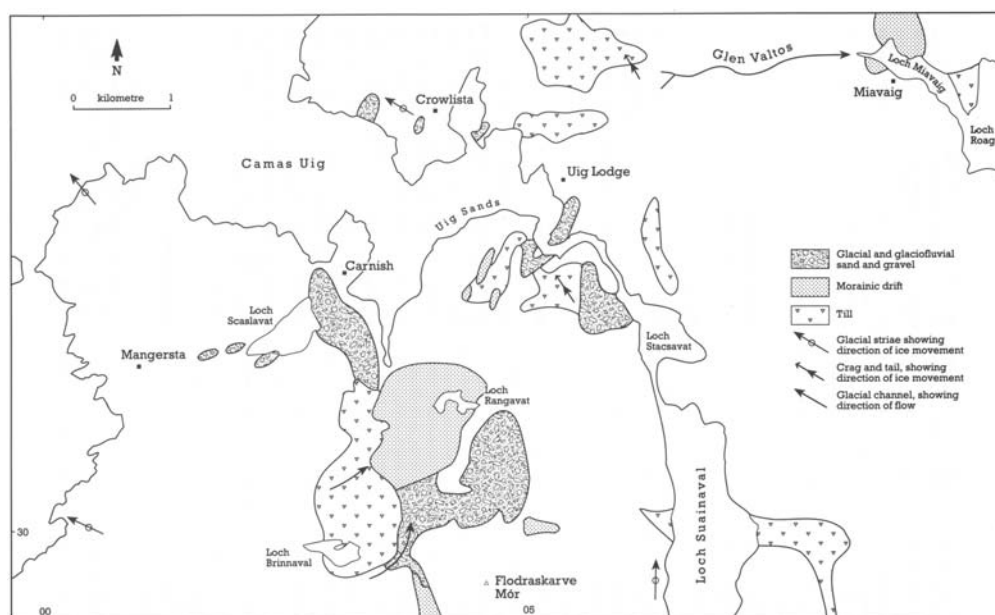 N
0 kilometre 1
Crowlista
Glen Valtos
Loch Miavaig
Miavaig
Loch
Roag
Camas Uig
Uig Lodge
Uig Sands
Carnish
Loch
Scaslavat
Mangersta
Loch
Stacsavat
Loch
Rangavat
Glacial and glaciofluvial
sand and gravel
Morainic drift
Till
Glacial striae showing
direction of ice movement
Crag and tail, showing
direction of ice movement
Glacial channel, showing
direction of flow
30
Loch
Brinnaval
Loch Suainaval
Flodraskarve
Mór
00
05